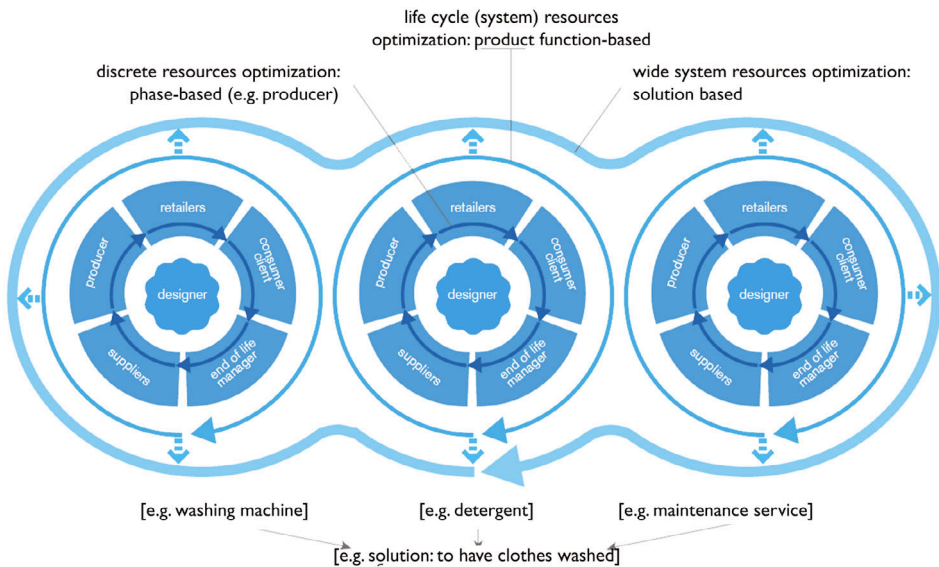 life cycle (system) resources
optimization: product function-based
discrete resources optimization:
phase-based (e.g. producer)
wide system resources optimization:
solution based
retailers
producer
consumer
client
designer
suppliers
end of life
manager
retailers
producer
consumer
client
designer
suppliers
end of life
manager
retailers
producer
consumer
client
designer
suppliers
end of life
manager
[e.g. washing machine]
[e.g. detergent]
[e.g. maintenance service]
[e.g. solution: to have clothes washed]